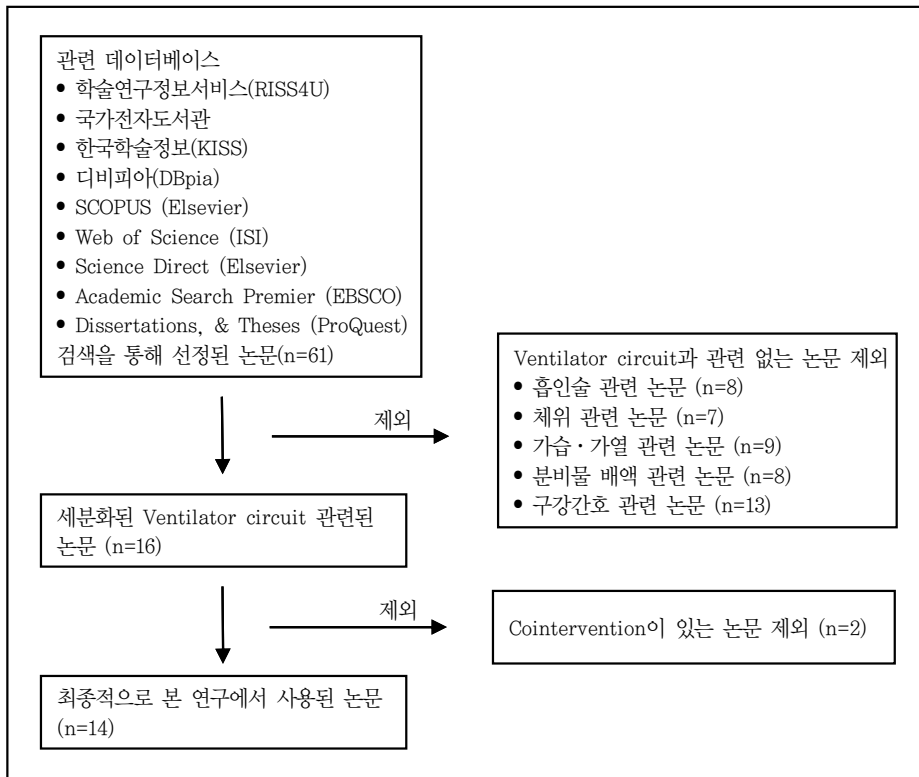 관련 데이터베이스
• 학술연구정보서비스(RISS4U)
• 국가전자도서관
• 한국학술정보(KISS)
• 디비피아(DBpia)
• SCOPUS (Elsevier)
• Web of Science (ISI)
• Science Direct (Elsevier)
• Academic Search Premier (EBSCO)
• Dissertations, & Theses (ProQuest)
검색을 통해 선정된 논문(n=61)
제외
Ventilator circuit과 관련 없는 논문 제외
• 흡인술 관련 논문 (n=8)
• 체위 관련 논문 (n=7)
• 가습·가열 관련 논문 (n=9)
• 분비물 배액 관련 논문 (n=8)
• 구강간호 관련 논문 (n=13)
세분화된 Ventilator circuit 관련된
논문 (n=16)
제외
Cointervention이 있는 논문 제외 (n=2)
최종적으로 본 연구에서 사용된 논문
(n=14)